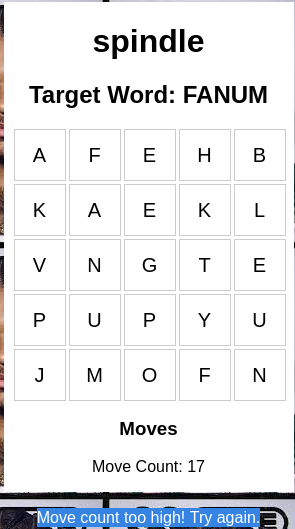 spindle
Target Word: FANUM
A F E H B
K A E K L
V N G T E
P U P Y U
J M O F N
Moves
Move Count: 17
Move count too high! Try again.